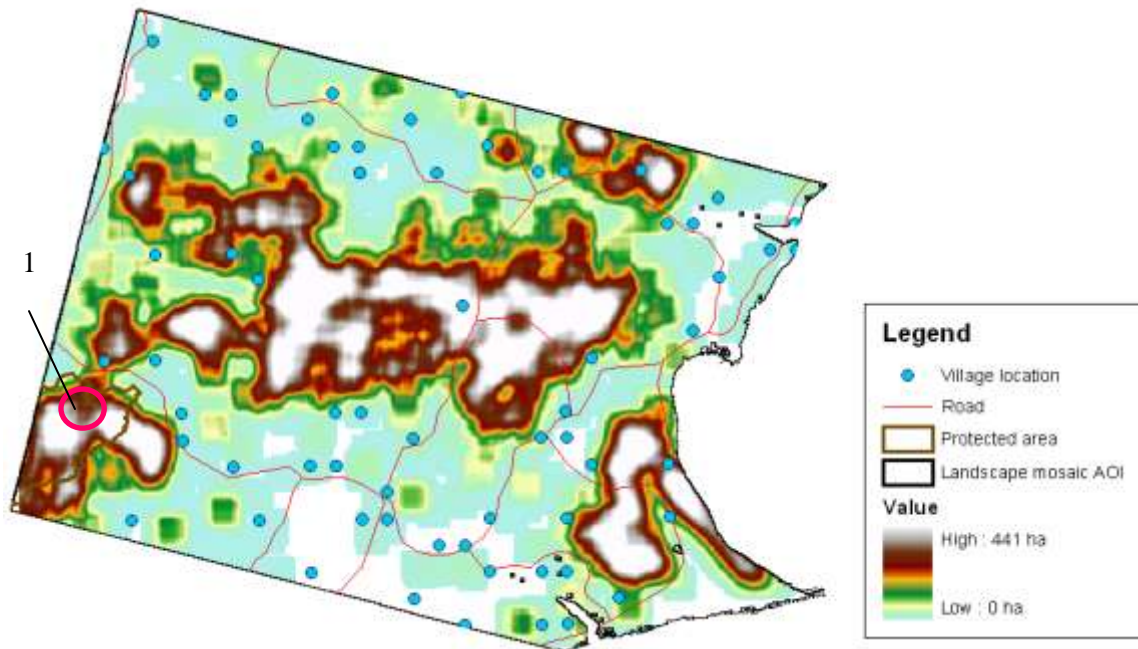 1
Legend
Village location
Road
Protected area
Landscape mosaic AOI
Value
High : 441 ha
Low : 0 ha